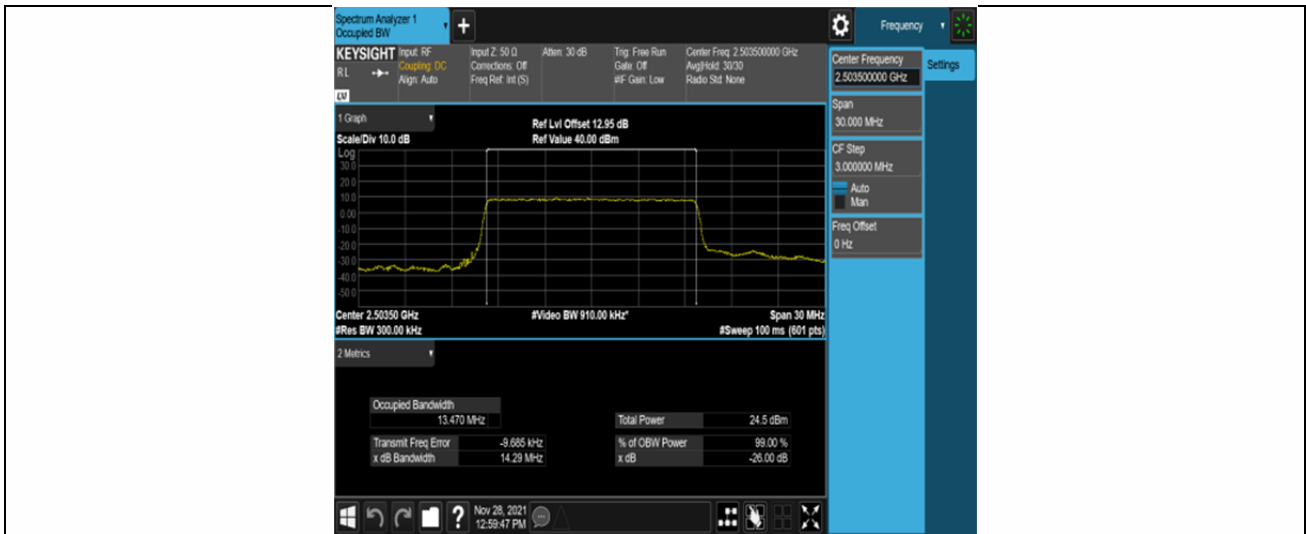 Spectrum Analyzer 1
Occupied BW
+
Frequency
KEYSIGHT
R L
LV
Input: RF
Coupling: DC
Align: Auto
Input Z: 50 Ω
Corrections: Off
Freq Ref: Int (S)
Atten: 30 dB
Trig: Free Run
Gate: Off
#IF Gain: Low
Center Freq: 2.503500000 GHz
Avg|Hold: 30/30
Radio Std: None
Center Frequency
2.503500000 GHz
Settings
Span
30.000 MHz
CF Step
3.000000 MHz
Auto
Man
Freq Offset
0 Hz
1 Graph
Scale/Div 10.0 dB
Ref Lvl Offset 12.95 dB
Ref Value 40.00 dBm
Log
30.0
20.0
10.0
0.00
-10.0
-20.0
-30.0
-40.0
-50.0
Center 2.50350 GHz
#Video BW 910.00 kHz*
Span 30 MHz
#Res BW 300.00 kHz
#Sweep 100 ms (601 pts)
2 Metrics
Occupied Bandwidth
13.470 MHz
Total Power
24.5 dBm
Transmit Freq Error
-9.685 kHz
% of OBW Power
99.00 %
x dB Bandwidth
14.29 MHz
x dB
-26.00 dB
?
Nov 28, 2021
12:59:47 PM